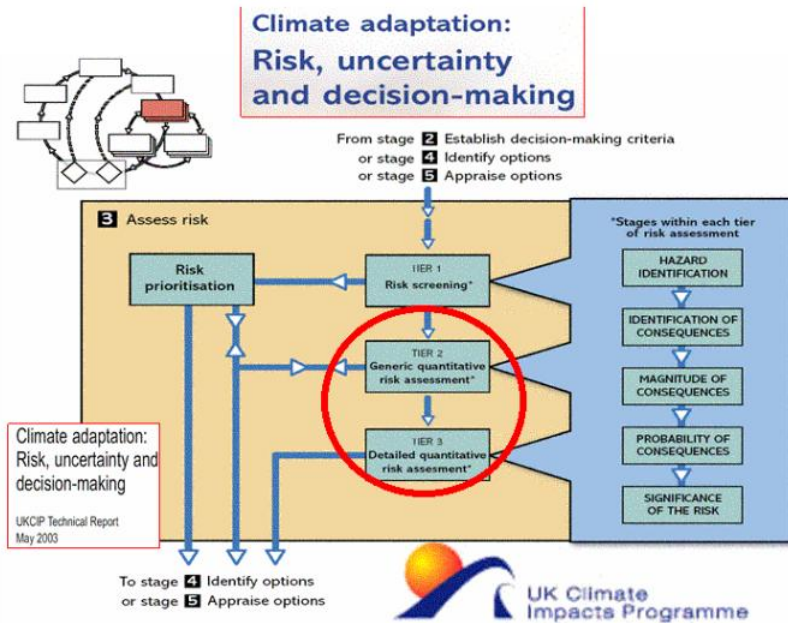 Climate adaptation:
Risk, uncertainty
and decision-making
From stage 2 Establish decision-making criteria
or stage 4 Identify options
or stage 5 Appraise options
3 Assess risk
*Stages within each tier
of risk assessment
Risk
prioritisation
TIER 1
Risk screening*
TIER 2
Generic quantitative
risk assessment*
TIER 3
Detailed quantitative
risk assesment*
HAZARD
IDENTIFICATION
IDENTIFICATION OF
CONSEQUENCES
MAGNITUDE OF
CONSEQUENCES
PROBABILITY OF
CONSEQUENCES
SIGNIFICANCE
OF THE RISK
Climate adaptation:
Risk, uncertainty and
decision-making
UKCIP Technical Report
May 2003
To stage 4 Identify options
or stage 5 Appraise options
UK Climate
Impacts Programme